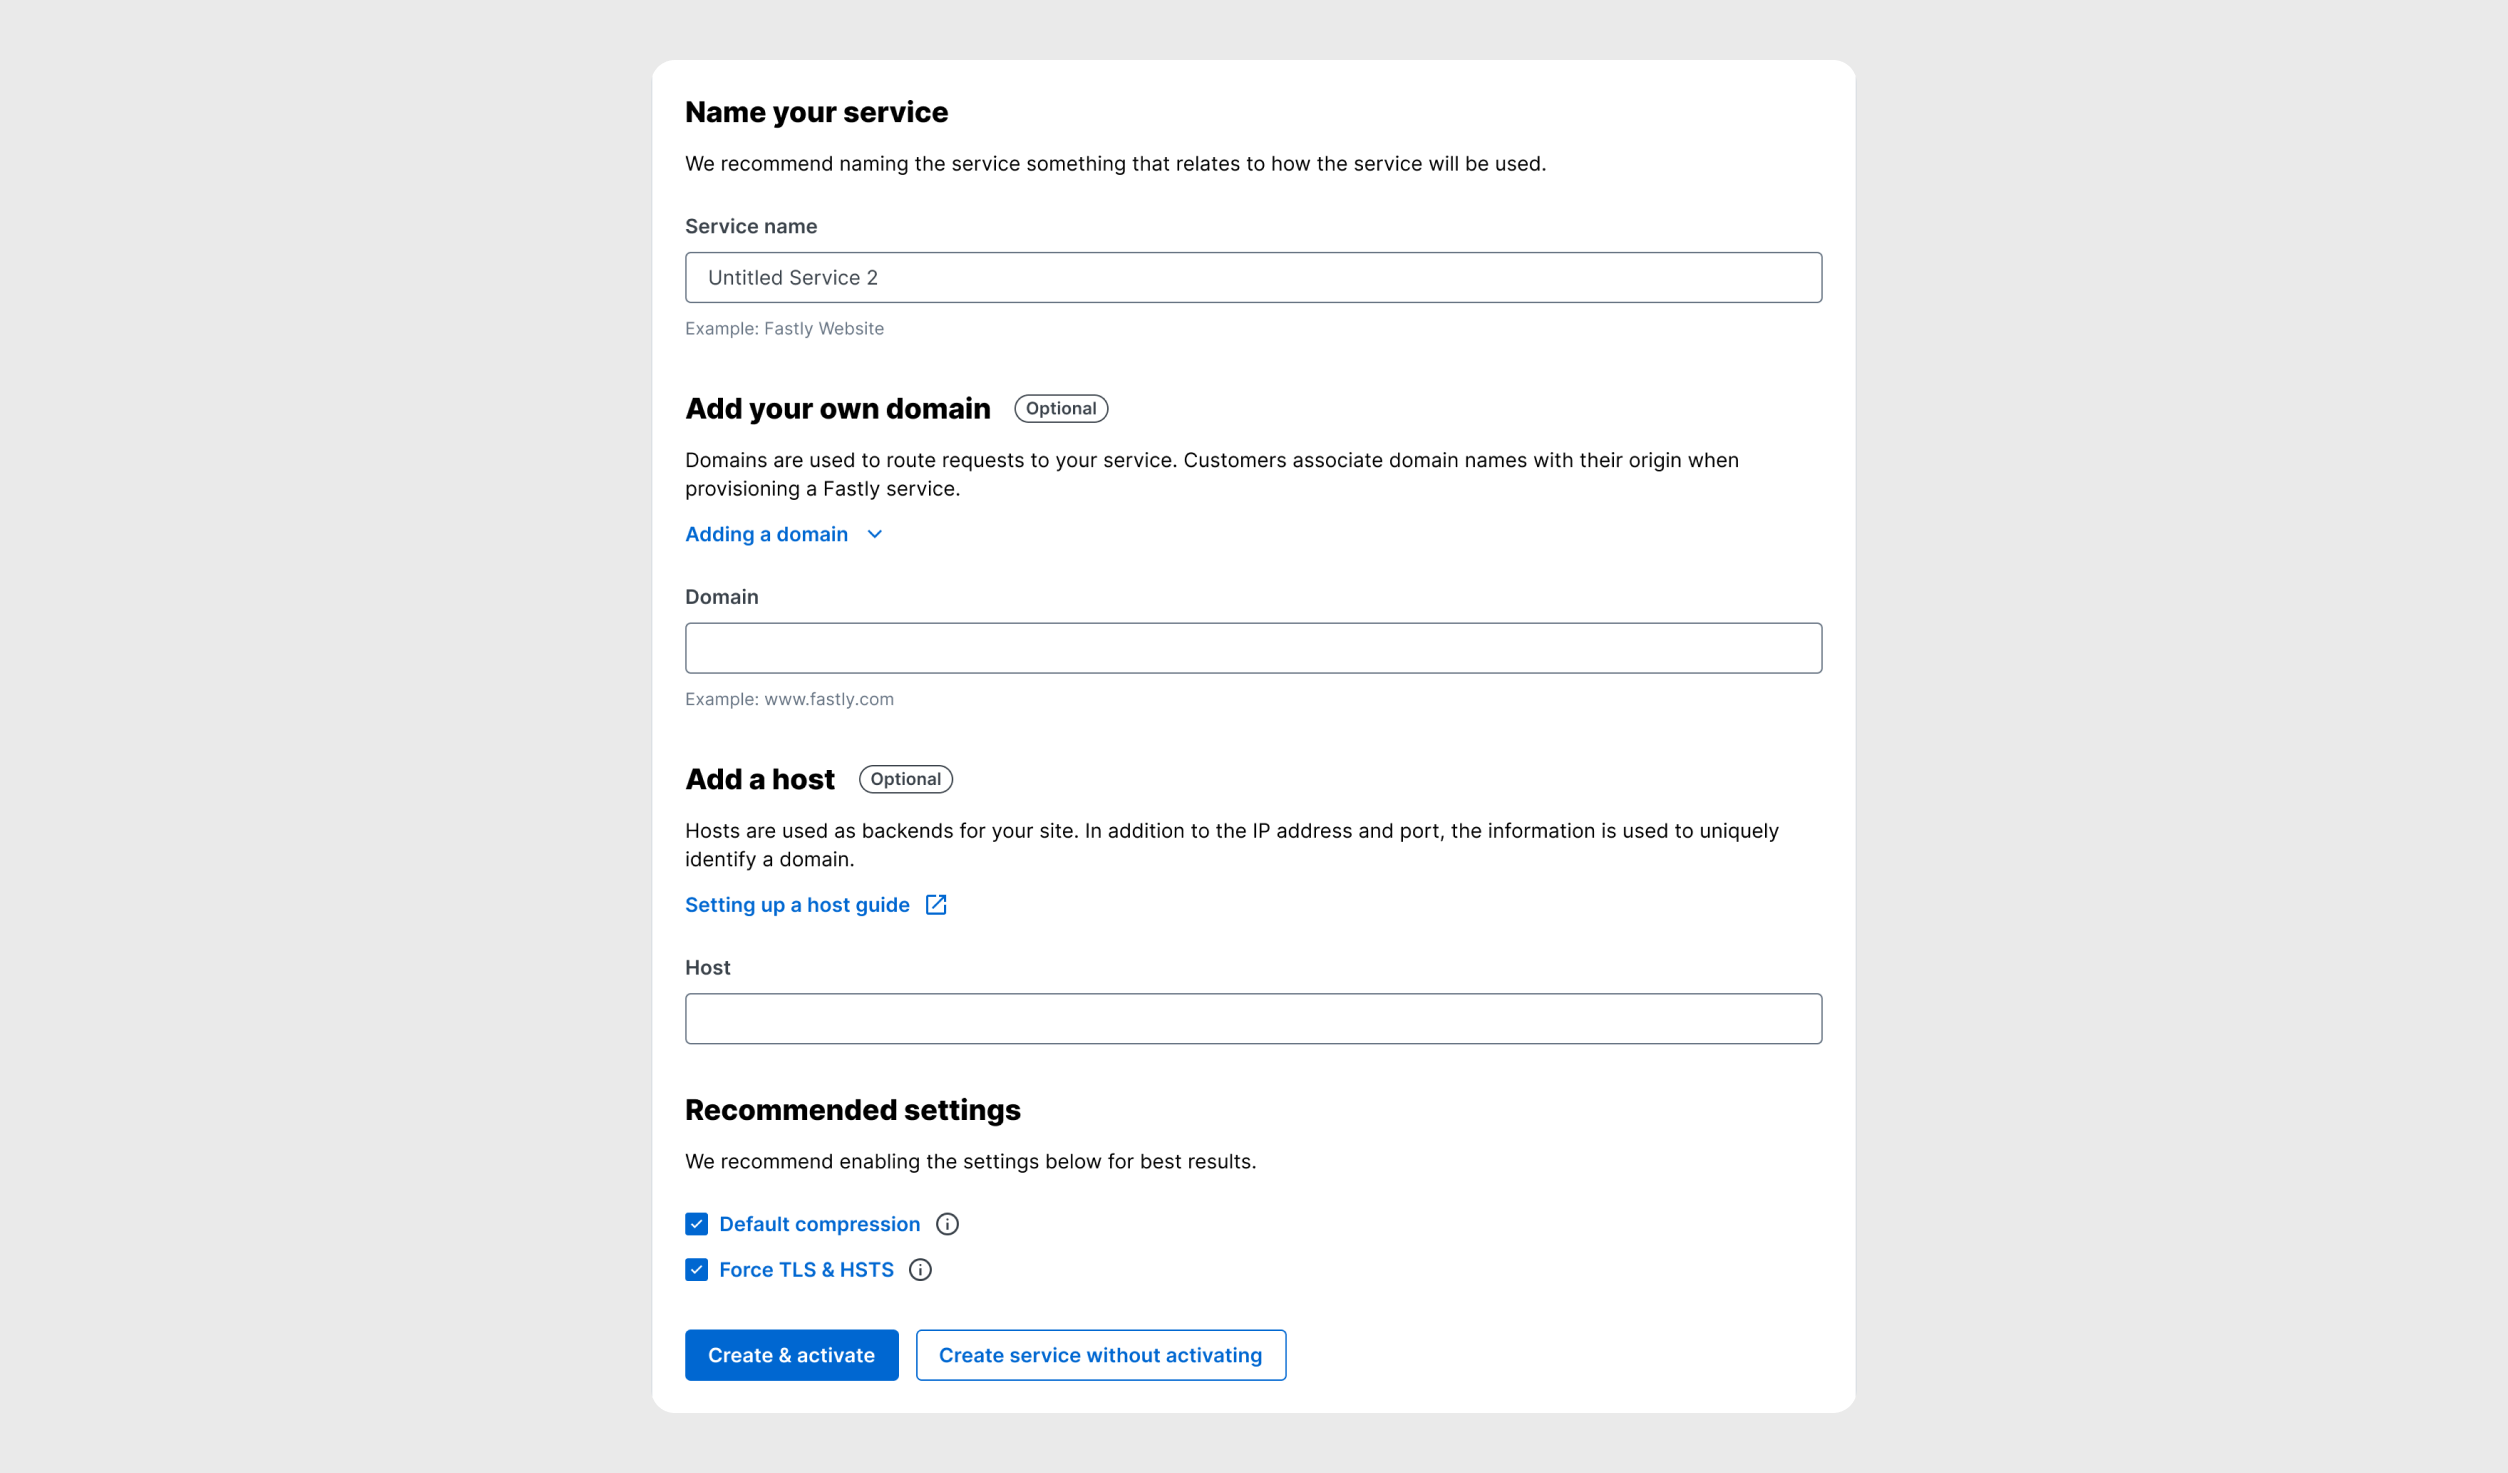 Name your service
We recommend naming the service something that relates to how the service will be used.
Service name
Untitled Service 2
Example: Fastly Website
Add your own domain Optional
Domains are used to route requests to your service. Customers associate domain names with their origin when
provisioning a Fastly service.
Adding a domain
Domain
Example: www.fastly.com
Add a host Optional
Hosts are used as backends for your site. In addition to the IP address and port, the information is used to uniquely
identify a domain.
Setting up a host guide
Host
Recommended settings
We recommend enabling the settings below for best results.
Default compression
Force TLS & HSTS
Create & activate Create service without activating